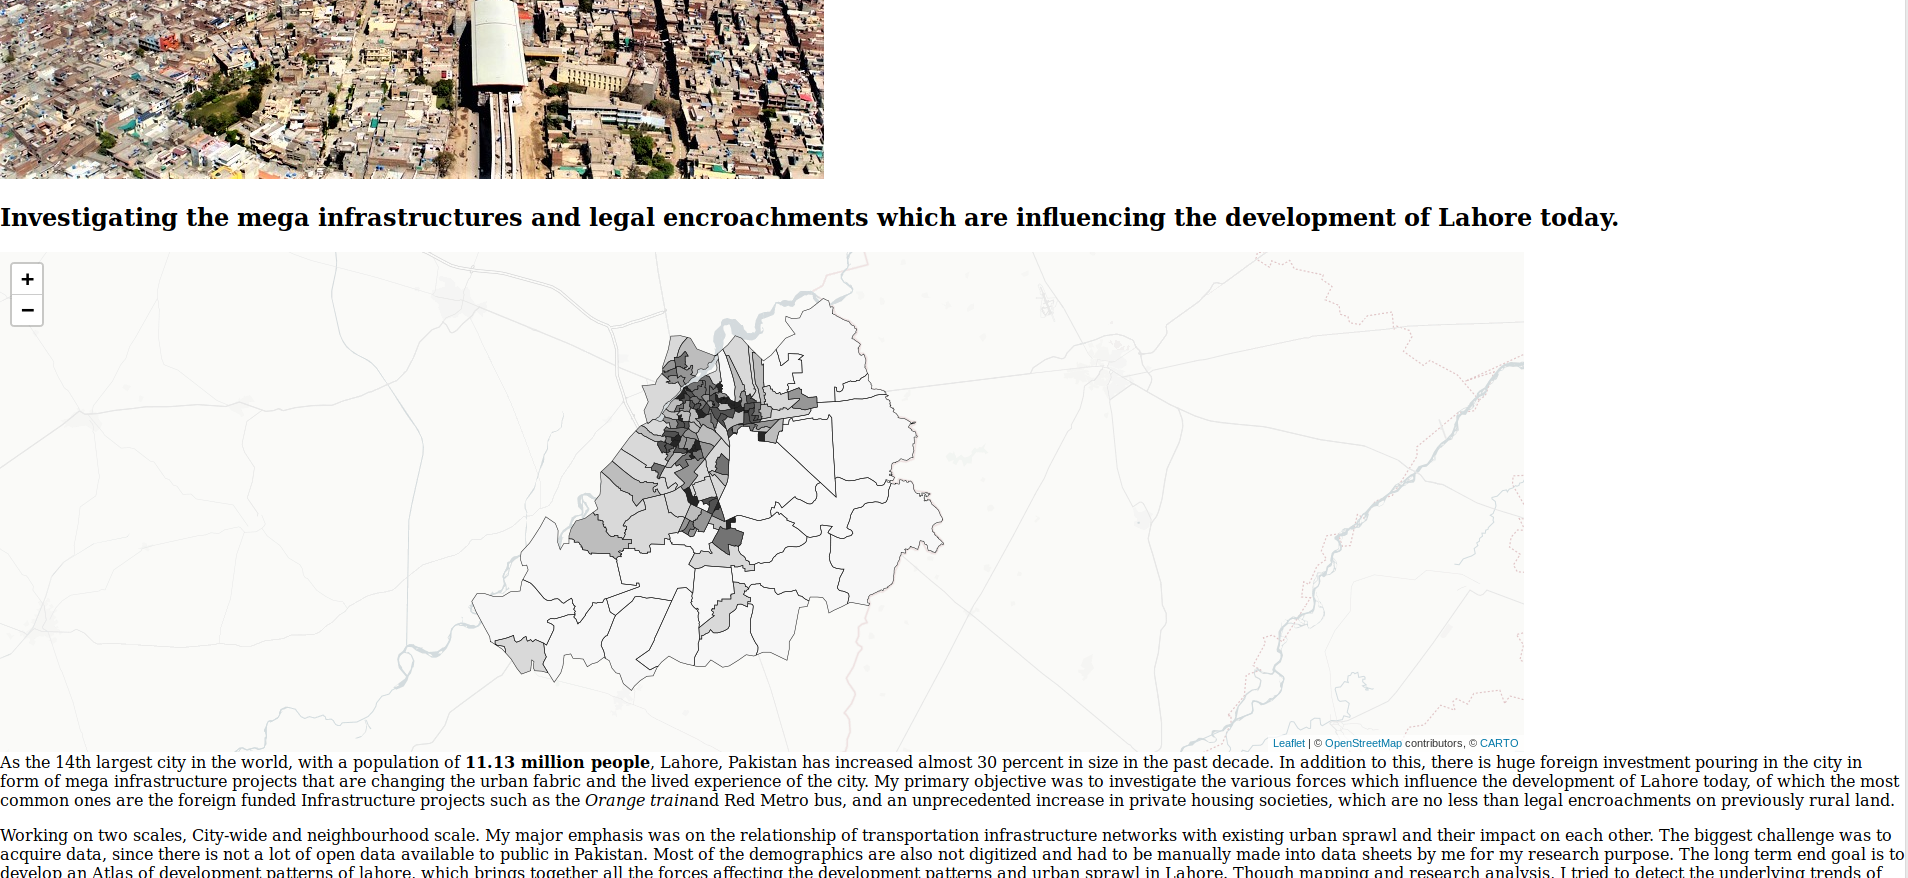 Investigating the mega infrastructures and legal encroachments which are influencing the development of Lahore today.
+
−
Leaflet | © OpenStreetMap contributors, © CARTO
As the 14th largest city in the world, with a population of 11.13 million people, Lahore, Pakistan has increased almost 30 percent in size in the past decade. In addition to this, there is huge foreign investment pouring in the city in
form of mega infrastructure projects that are changing the urban fabric and the lived experience of the city. My primary objective was to investigate the various forces which influence the development of Lahore today, of which the most
common ones are the foreign funded Infrastructure projects such as the Orange trainand Red Metro bus, and an unprecedented increase in private housing societies, which are no less than legal encroachments on previously rural land.
Working on two scales, City-wide and neighbourhood scale. My major emphasis was on the relationship of transportation infrastructure networks with existing urban sprawl and their impact on each other. The biggest challenge was to
acquire data, since there is not a lot of open data available to public in Pakistan. Most of the demographics are also not digitized and had to be manually made into data sheets by me for my research purpose. The long term end goal is to
develop an Atlas of development patterns of lahore, which brings together all the forces affecting the development patterns and urban sprawl in Lahore. Though mapping and research analysis, I tried to detect the underlying trends of